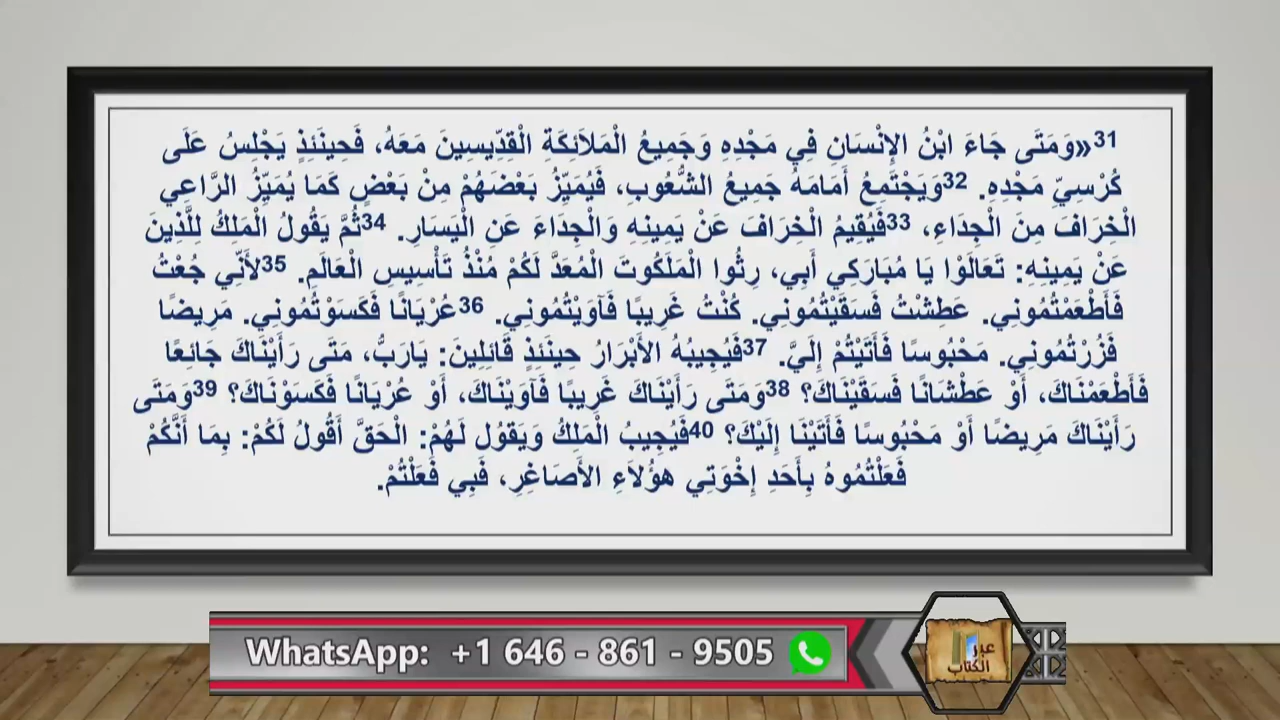 31«وَمَتَى جَاءَ ابْنُ الإِنْسَانِ فِي مَجْدِهِ وَجَمِيعُ الْمَلاَئِكَةِ الْقِدِّيسِينَ مَعَهُ، فَحِينَئِذٍ يَجْلِسُ عَلَى
كُرْسِيِّ مَجْدِهِ. 32وَيَجْتَمِعُ أَمَامَهُ جَمِيعُ الشُّعُوبِ، فَيُمَيِّزُ بَعْضَهُمْ مِنْ بَعْضٍ كَمَا يُمَيِّزُ الرَّاعِي
الْخِرَافَ مِنَ الْجِدَاءِ، 33فَيُقِيمُ الْخِرَافَ عَنْ يَمِينِهِ وَالْجِدَاءَ عَنِ الْيَسَارِ. 34ثُمَّ يَقُولُ الْمَلِكُ لِلَّذِينَ
عَنْ يَمِينِهِ: تَعَالَوْا يَا مُبَارَكِي أَبِي، رِثُوا الْمَلَكُوتَ الْمُعَدَّ لَكُمْ مُنْذُ تَأْسِيسِ الْعَالَمِ. 35لأَنِّي جُعْتُ
فَأَطْعَمْتُمُونِي. عَطِشْتُ فَسَقَيْتُمُونِي. كُنْتُ غَرِيبًا فَآوَيْتُمُونِي. 36عُرْيَانًا فَكَسَوْتُمُونِي. مَرِيضًا
فَزُرْتُمُونِي. مَحْبُوسًا فَأَتَيْتُمْ إِلَيَّ. 37فَيُجِيبُهُ الأَبْرَارُ حِينَئِذٍ قَائِلِينَ: يَارَبُّ، مَتَى رَأَيْنَاكَ جَائِعًا
فَأَطْعَمْنَاكَ، أَوْ عَطْشَانًا فَسَقَيْنَاكَ؟ 38وَمَتَى رَأَيْنَاكَ غَرِيبًا فَآوَيْنَاكَ، أَوْ عُرْيَانًا فَكَسَوْنَاكَ؟ 39وَمَتَى
رَأَيْنَاكَ مَرِيضًا أَوْ مَحْبُوسًا فَأَتَيْنَا إِلَيْكَ؟ 40فَيُجِيبُ الْمَلِكُ وَيَقوُل لَهُمْ: الْحَقَّ أَقُولُ لَكُمْ: بِمَا أَنَّكُمْ
فَعَلْتُمُوهُ بِأَحَدِ إِخْوَتِي هؤُلاَءِ الأَصَاغِرِ، فَبِي فَعَلْتُمْ.
WhatsApp: +1 646 - 861 - 9505
عبر
الكتاب